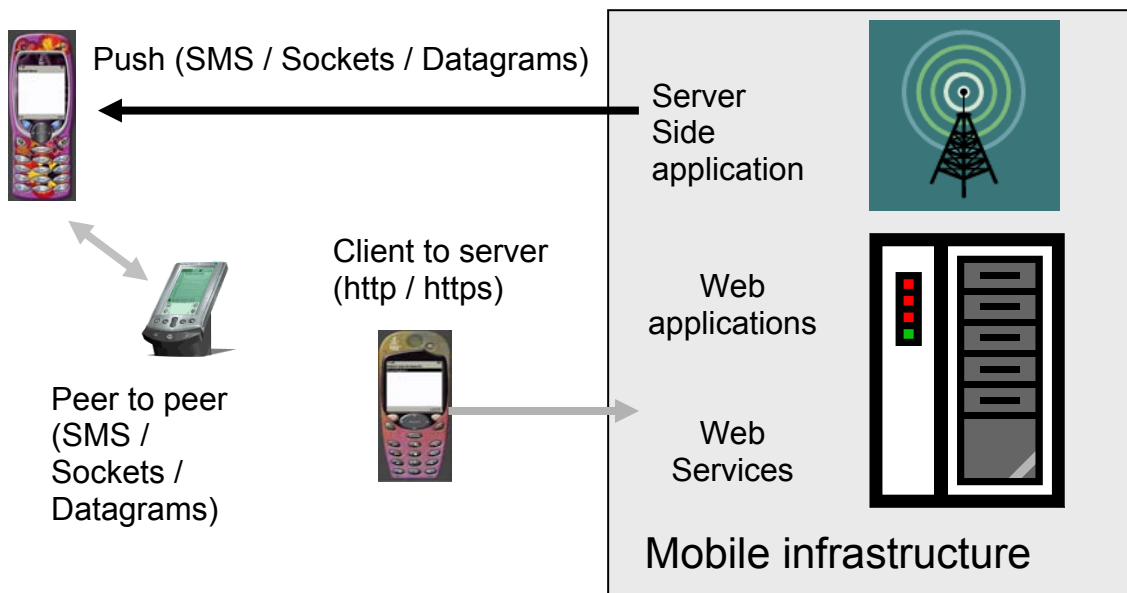 Push (SMS / Sockets / Datagrams)
Server
Side
application
Client to server
(http / https)
Web
applications
Peer to peer
(SMS /
Sockets /
Datagrams)
Web
Services
Mobile infrastructure